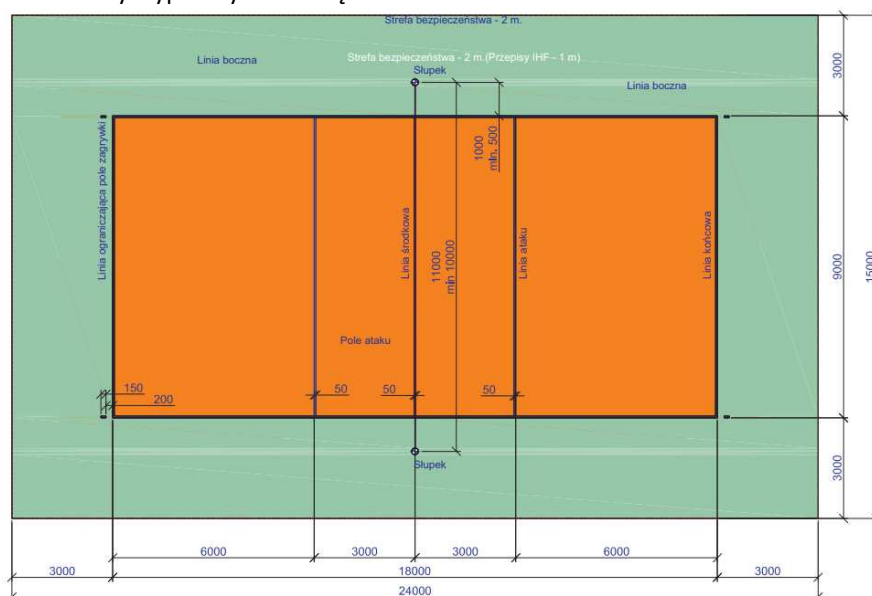 Strefa bezpieczeństwa - 2 m.
Strefa bezpieczeństwa - 2 m.(Przepisy IHF - 1 m)
Linia boczna
Słupek
Linia boczna
3000
1000
min. 500
Linia ograniczająca pole zagrywki
Linia środkowa
11000
min 10000
Linia ataku
Linia końcowa
9000
15000
Pole ataku
150
200
50
50
50
Słupek
3000
6000
3000
3000
6000
3000
18000
3000
24000